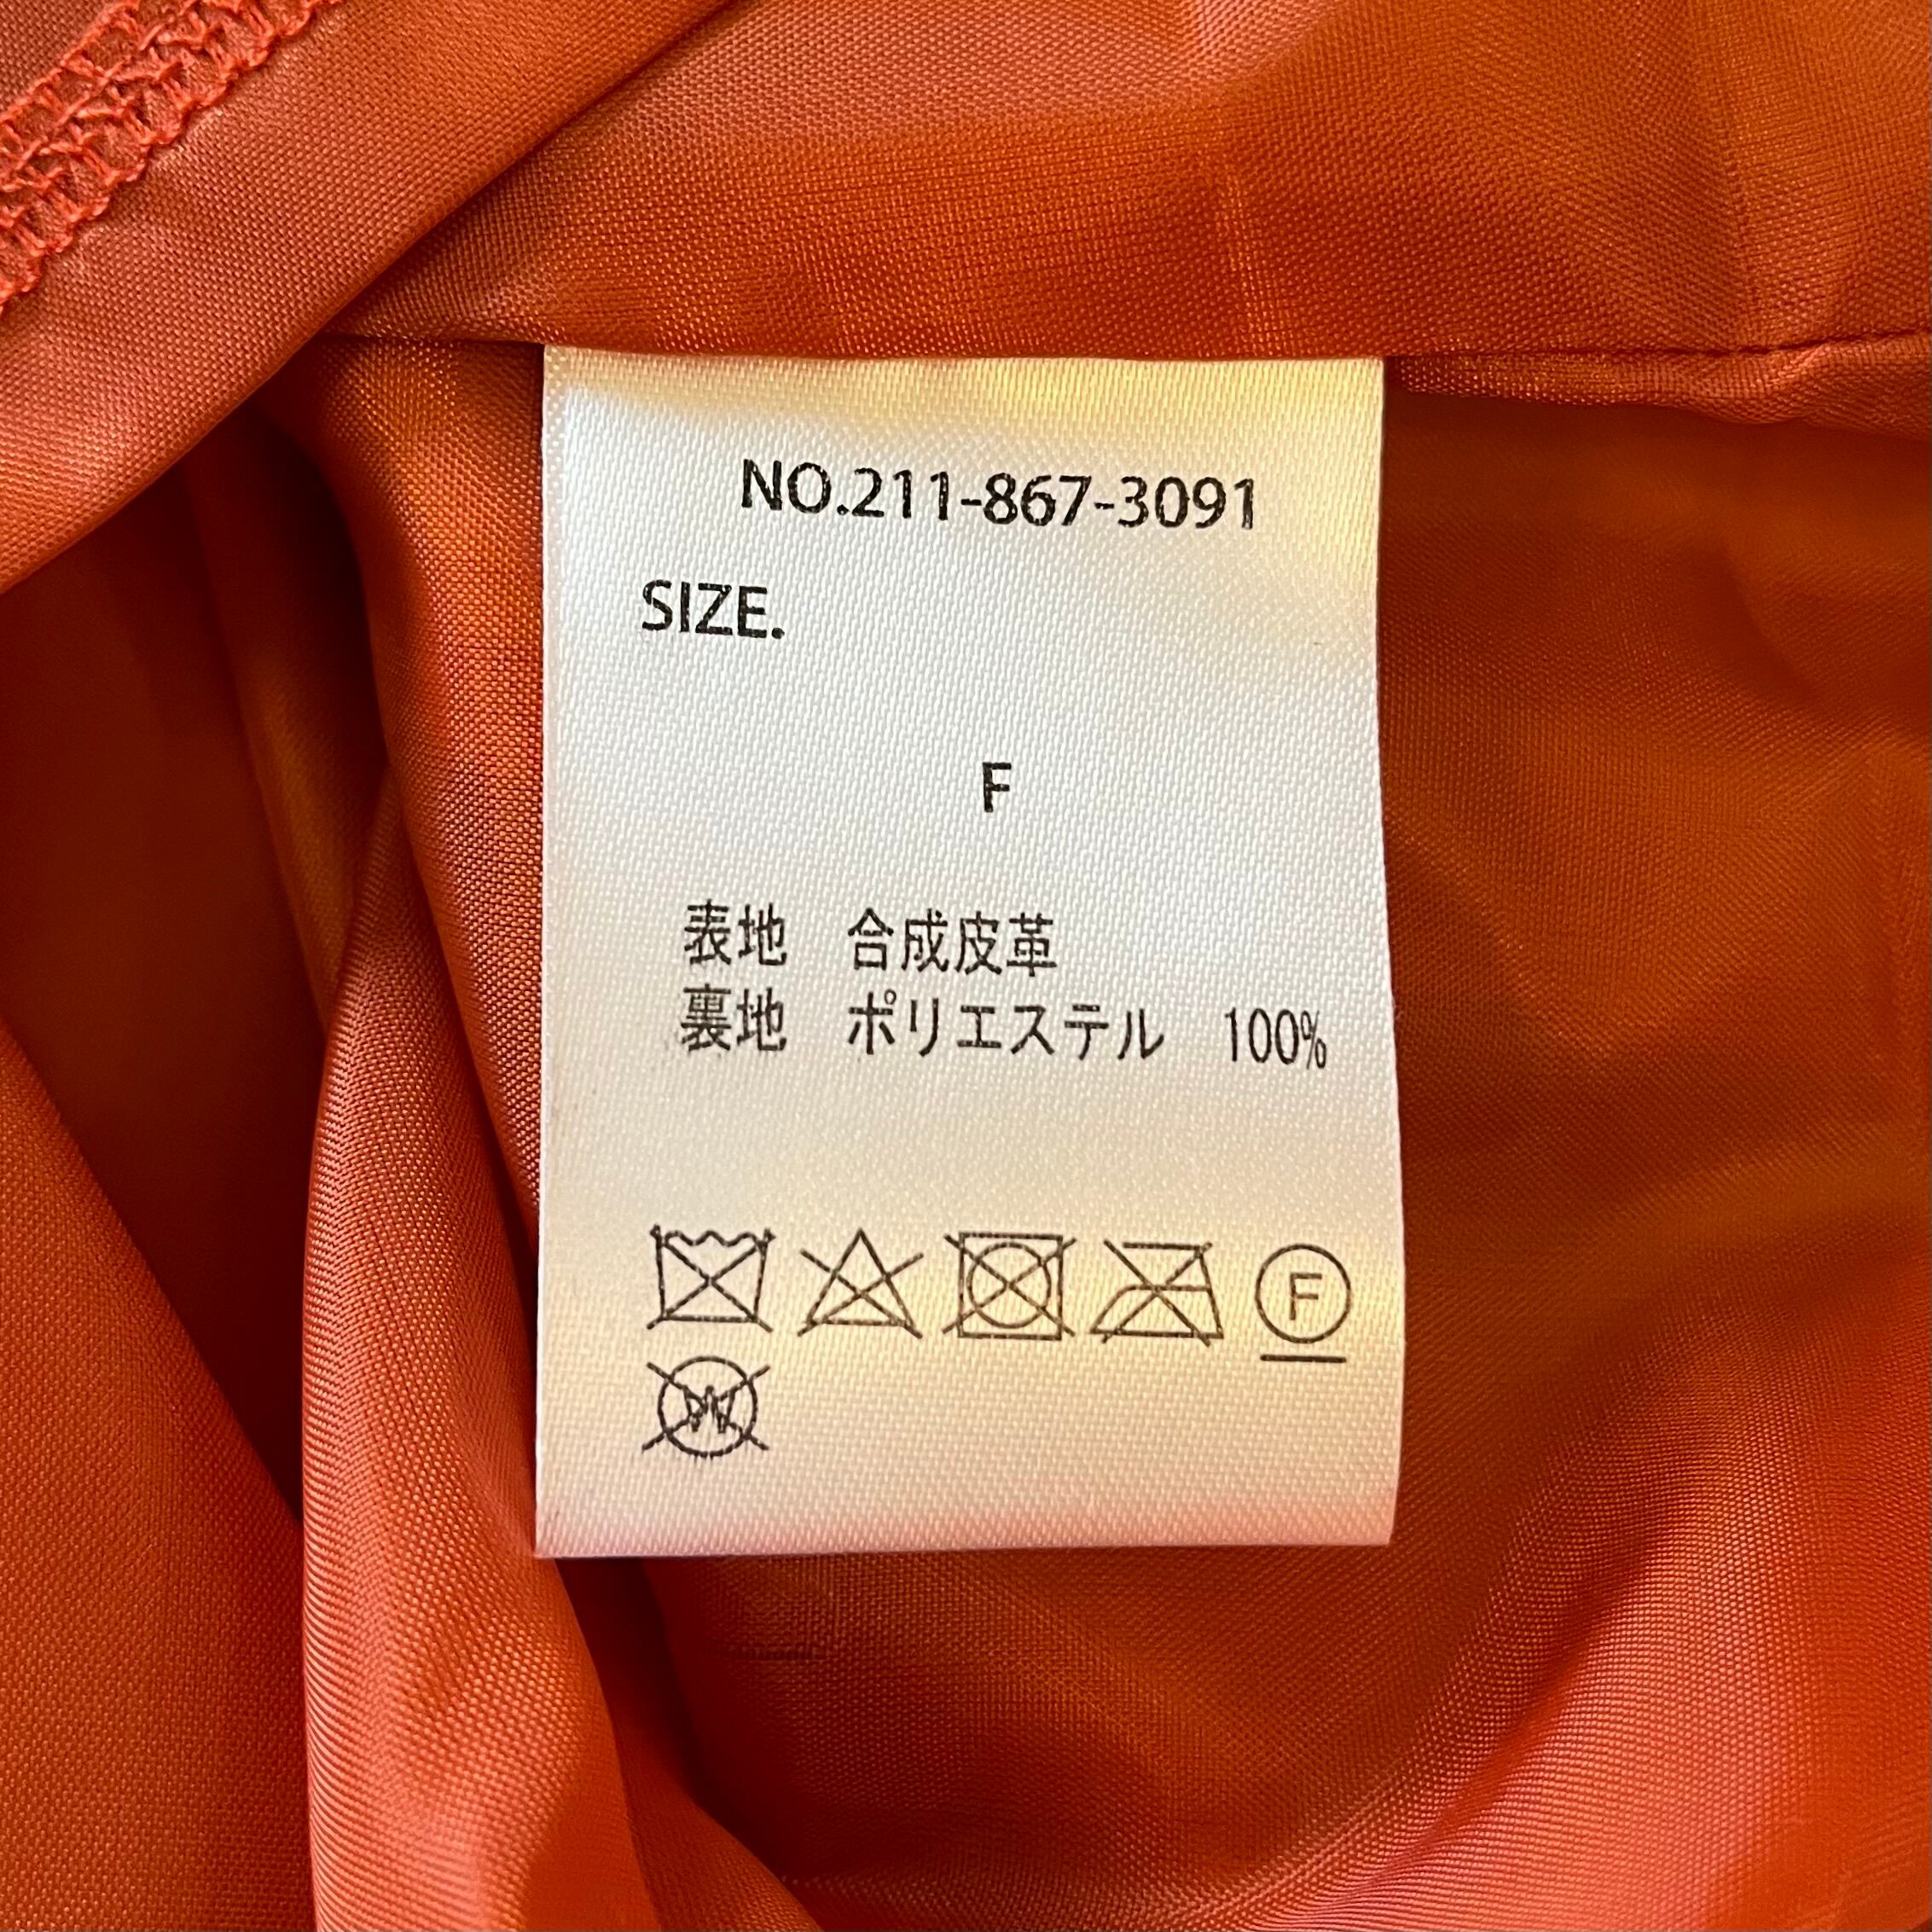 NO.211-867-3091
SIZE.
F
表地　合成皮革
裏地　ポリエステル　100%
F
W